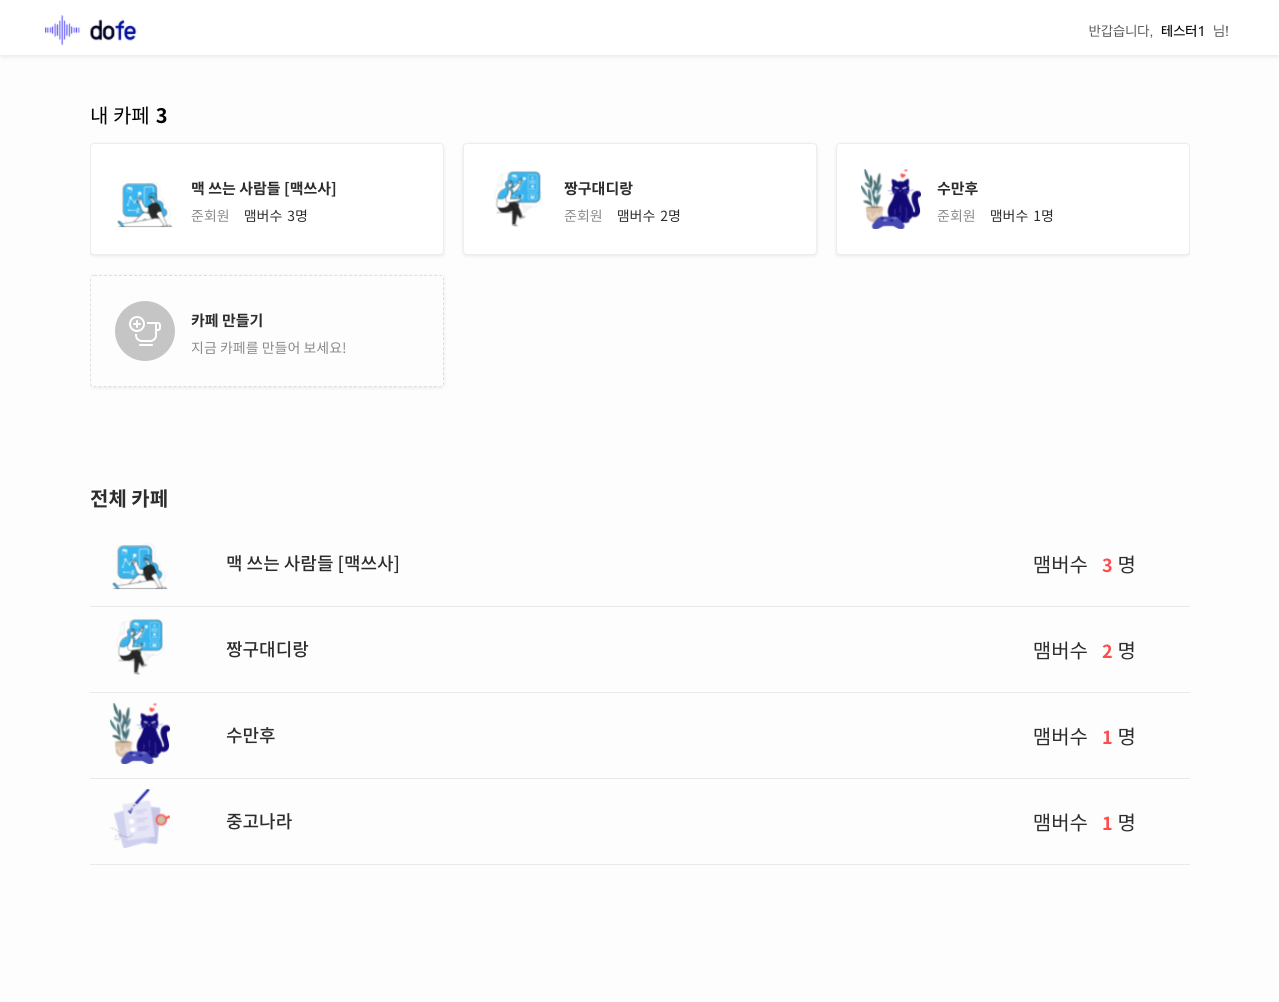 dofe
반갑습니다, 테스터1 님!
내 카페 3
맥 쓰는 사람들 [맥쓰사]
준회원 맴버수 3명
짱구대디랑
준회원 맴버수 2명
수만후
준회원 맴버수 1명
카페 만들기
지금 카페를 만들어 보세요!
전체 카페
맥 쓰는 사람들 [맥쓰사] 맴버수 3 명
짱구대디랑 맴버수 2 명
수만후 맴버수 1 명
중고나라 맴버수 1 명